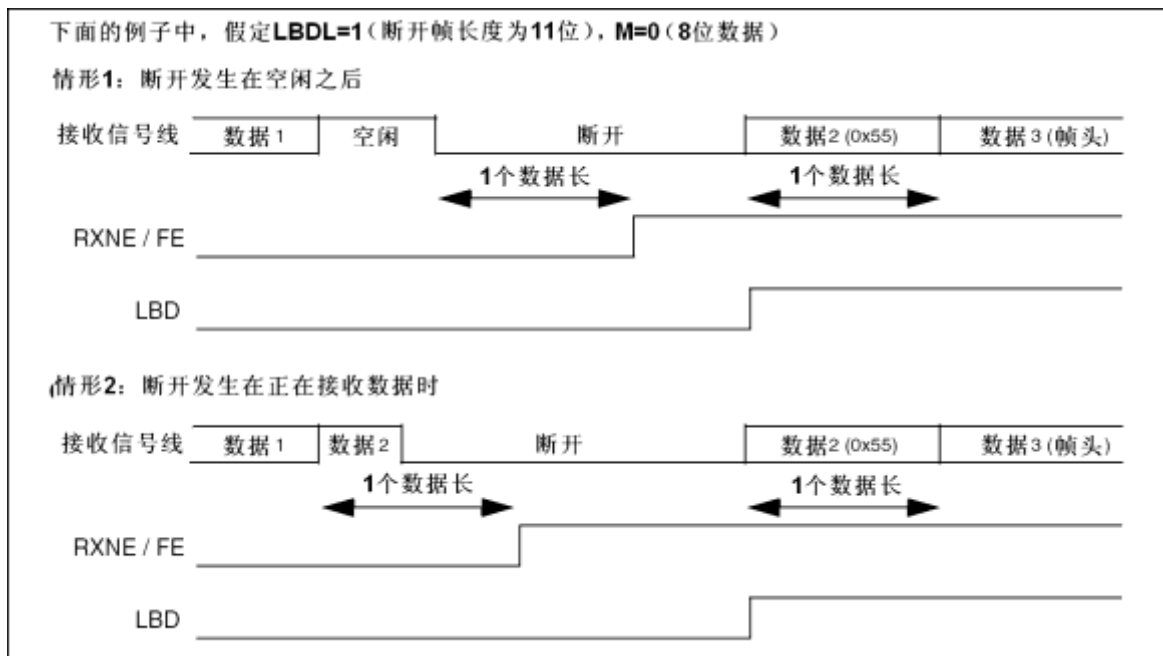 下面的例子中，假定LBDL=1（断开帧长度为11位），M=0（8位数据）
情形1：断开发生在空闲之后
接收信号线 数据1 空闲 断开 数据2 (0x55) 数据3 (帧头)
1个数据长 1个数据长
RXNE / FE
LBD
情形2：断开发生在正在接收数据时
接收信号线 数据1 数据2 断开 数据2 (0x55) 数据3 (帧头)
1个数据长 1个数据长
RXNE / FE
LBD